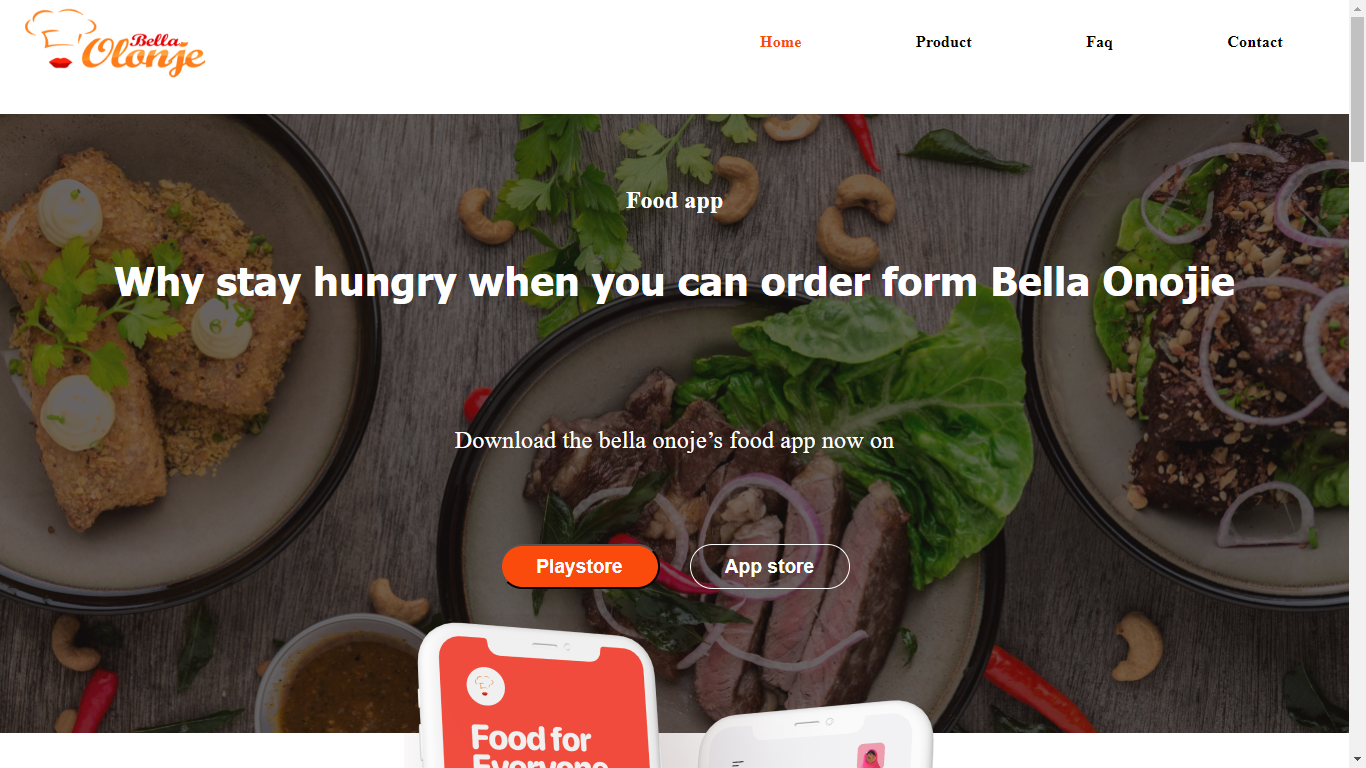 Bella
Olonje
Home
Product
Faq
Contact
Food app
Why stay hungry when you can order form Bella Onojie
Download the bella onoje’s food app now on
Playstore
App store
Food for
Everyone